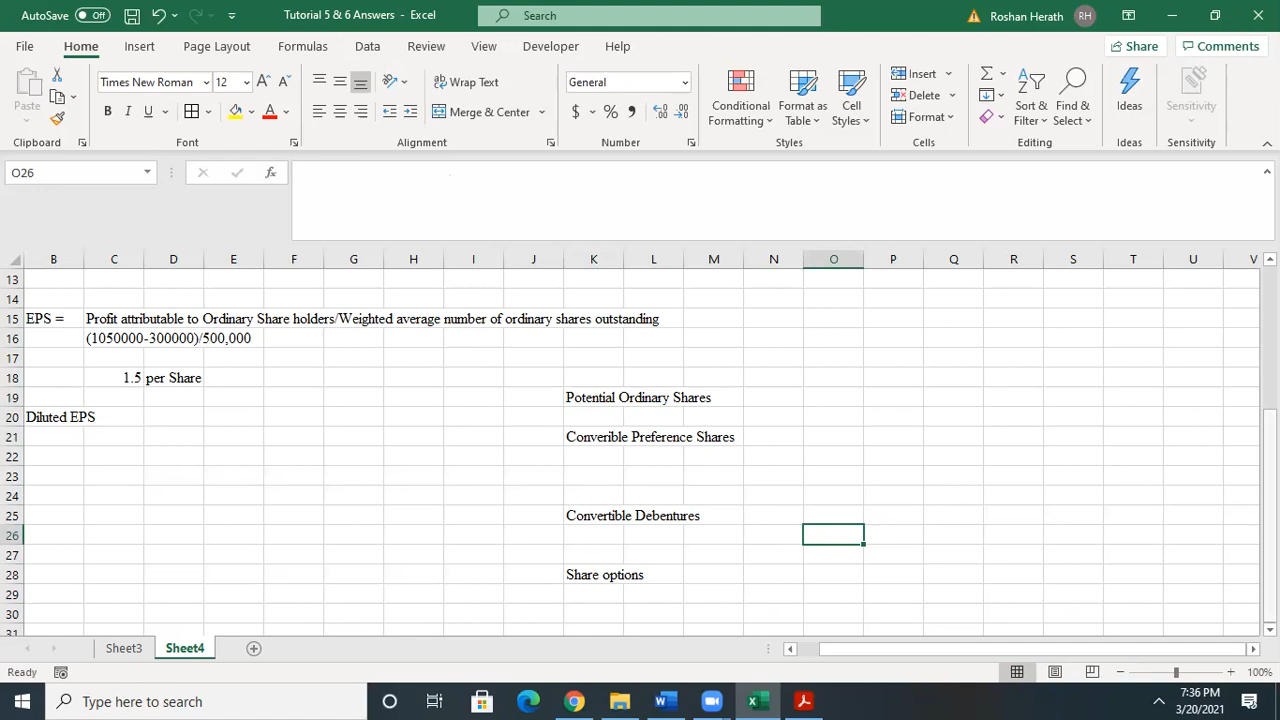 AutoSave Off Tutorial 5 & 6 Answers - Excel Search Roshan Herath RH
File Home Insert Page Layout Formulas Data Review View Developer Help Share Comments
Paste Clipboard
Times New Roman 12 A A B I U A Font
Wrap Text Merge & Center Alignment
General $ % Number
Conditional Formatting Format as Table Cell Styles Styles
Insert Delete Format Cells
Sort & Filter Find & Select Editing
Ideas Ideas
Sensitivity Sensitivity
O26 fx
B C D E F G H I J K L M N O P Q R S T U V
13
14
15 EPS = Profit attributable to Ordinary Share holders/Weighted average number of ordinary shares outstanding
16 (1050000-300000)/500,000
17
18 1.5 per Share
19 Potential Ordinary Shares
20 Diluted EPS
21 Converible Preference Shares
22
23
24
25 Convertible Debentures
26
27
28 Share options
29
30
31
Sheet3 Sheet4
Ready 100%
Type here to search 7:36 PM
3/20/2021